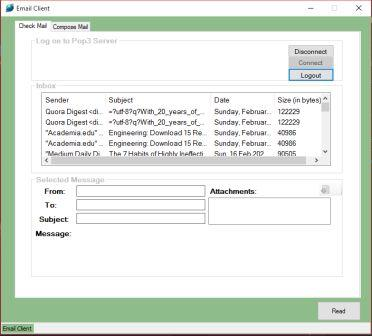 Email Client
Check Mail Compose Mail
Log on to Pop3 Server
Disconnect
Connect
Logout
Inbox
Sender Subject Date Size (in bytes)
Quora Digest <di... =?utf-8?q?With_20_years_of_... Sunday, Februar... 122229
Quora Digest <di... =?utf-8?q?With_20_years_of_... Sunday, Februar... 122229
"Academia.edu" ... Engineering: Download 15 Re... Sunday, Februar... 40986
"Academia.edu" ... Engineering: Download 15 Re... Sunday, Februar... 40986
"Medium Daily Di... The 7 Habits of Highly Ineffecti... Sun, 16 Feb 202... 90505
Selected Message
From: Attachments:
To:
Subject:
Message:
Read
Email Client